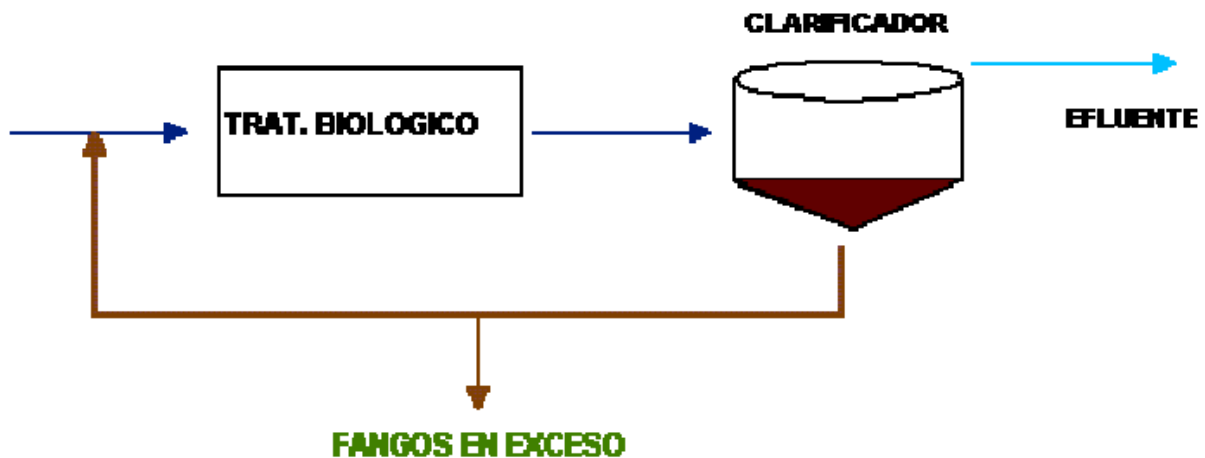 CLARIFICADOR
TRAT. BIOLOGICO
EFLUENTE
FANGOS EN EXCESO